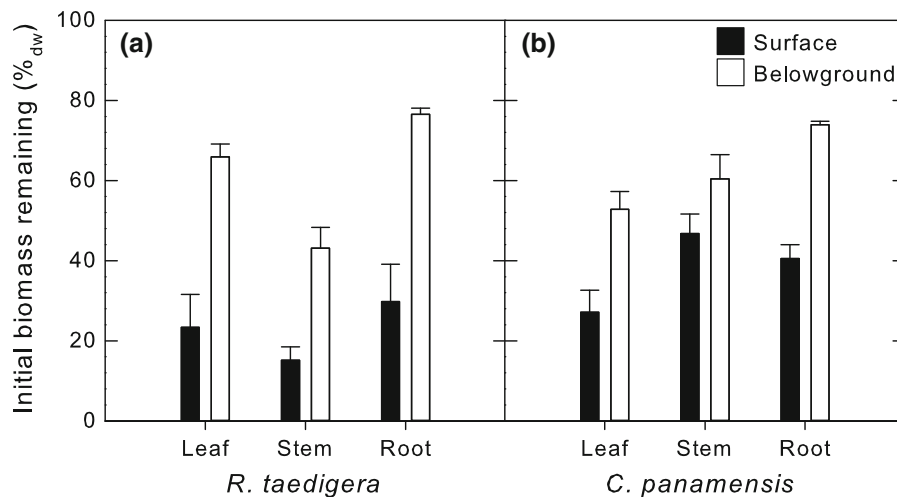 Initial biomass remaining (%dw)
100
80
60
40
20
0
(a)
(b)
Surface
Belowground
Leaf Stem Root
Leaf Stem Root
R. taedigera
C. panamensis